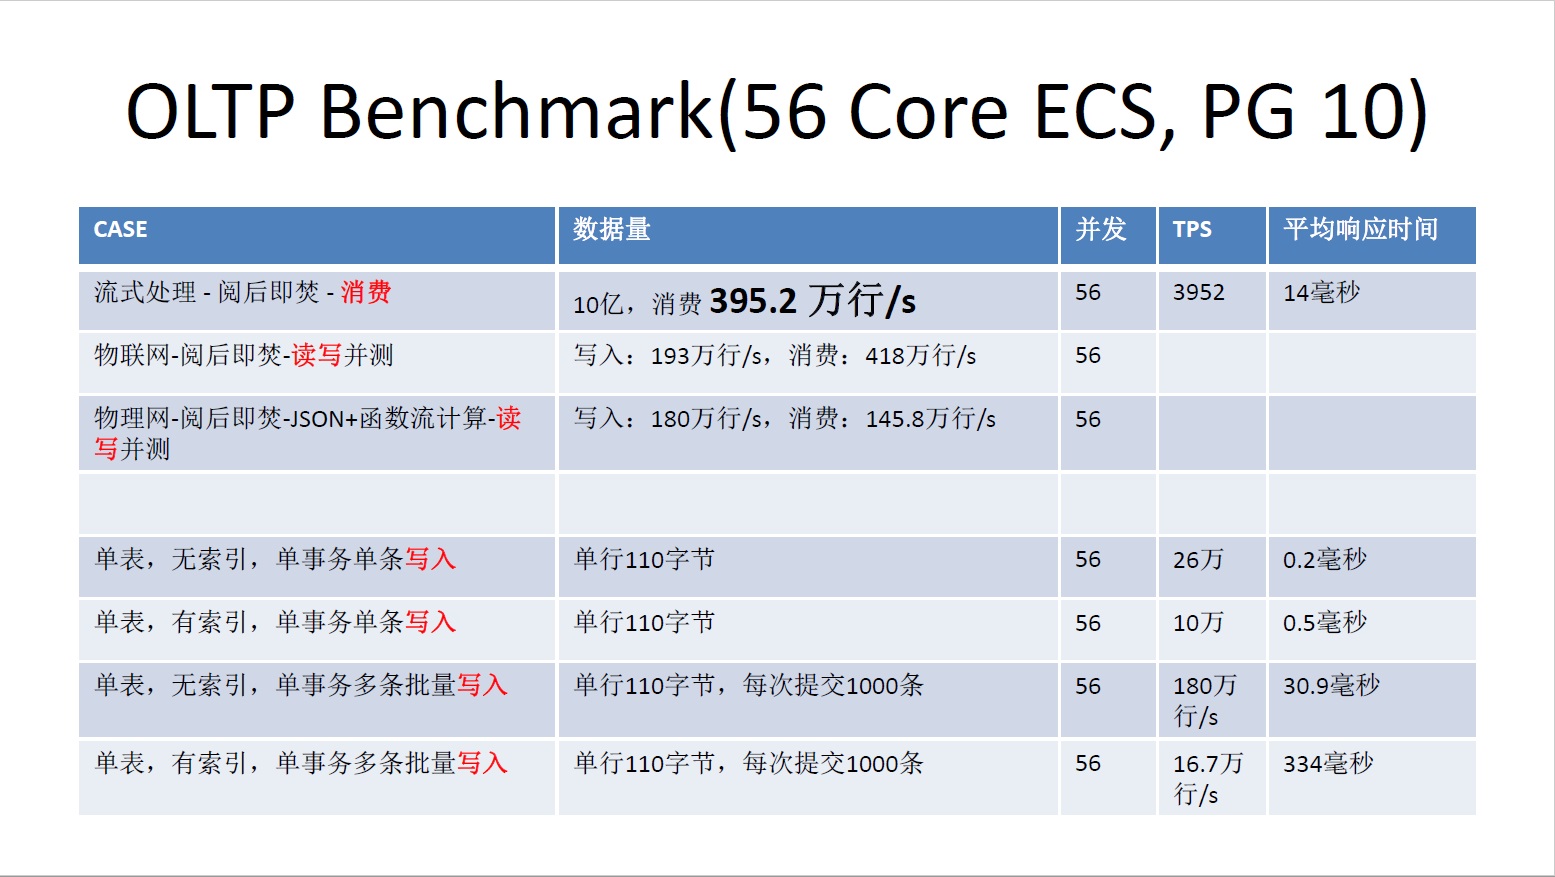 OLTP Benchmark(56 Core ECS, PG 10)
CASE 数据量 并发 TPS 平均响应时间
流式处理 - 阅后即焚 - 消费 10亿，消费 395.2 万行/s 56 3952 14毫秒
物联网-阅后即焚-读写并测 写入：193万行/s，消费：418万行/s 56
物理网-阅后即焚-JSON+函数流计算-读 写入：180万行/s，消费：145.8万行/s 56
写并测
单表，无索引，单事务单条写入 单行110字节 56 26万 0.2毫秒
单表，有索引，单事务单条写入 单行110字节 56 10万 0.5毫秒
单表，无索引，单事务多条批量写入 单行110字节，每次提交1000条 56 180万 30.9毫秒
行/s
单表，有索引，单事务多条批量写入 单行110字节，每次提交1000条 56 16.7万 334毫秒
行/s